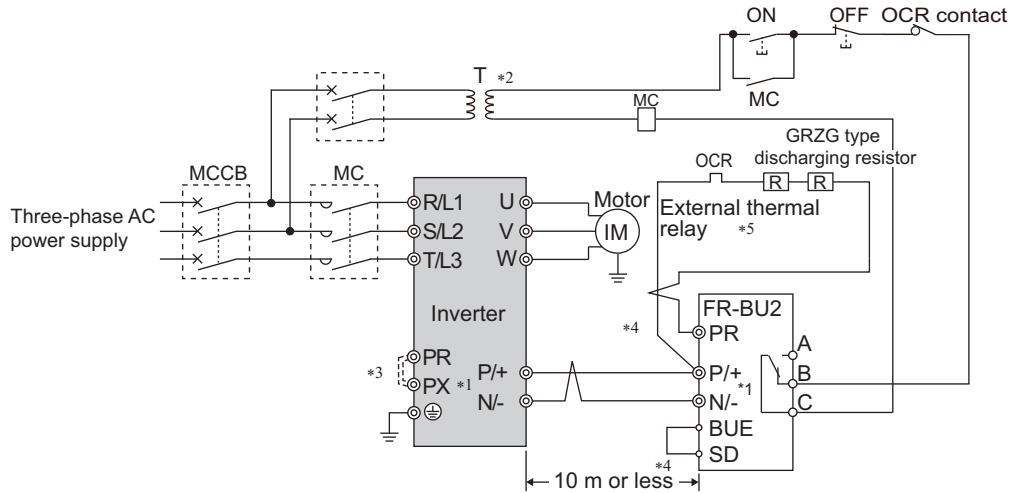 ON
OFF
OCR contact
T *2
MC
MC
GRZG type
discharging resistor
OCR
R
R
MCCB
MC
External thermal
relay *5
Three-phase AC
power supply
R/L1
S/L2
T/L3
U
V
W
Motor
IM
Inverter
*4
FR-BU2
PR
A
B
C
*3
PR
PX *1
P/+
N/-
P/+
*1
N/-
BUE
SD
*4
10 m or less